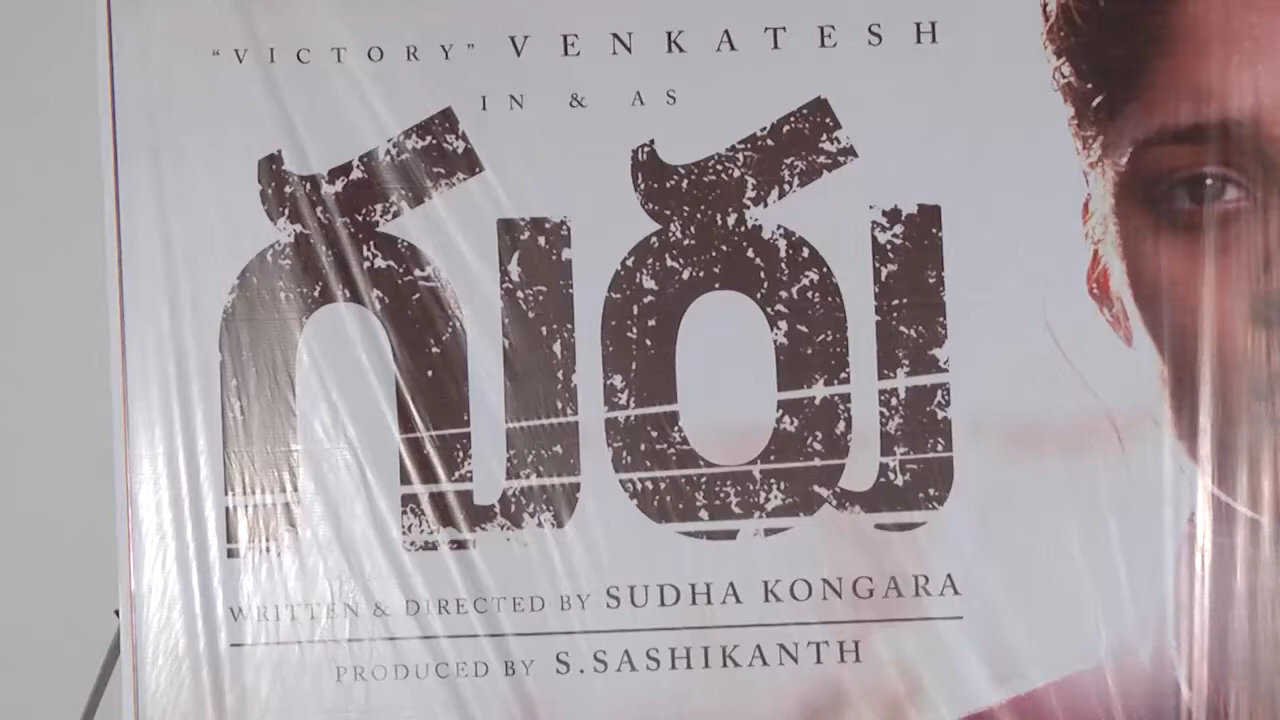 "VICTORY" VENKATESH
IN & AS
గురు
WRITTEN & DIRECTED BY SUDHA KONGARA
PRODUCED BY S.SASHIKANTH